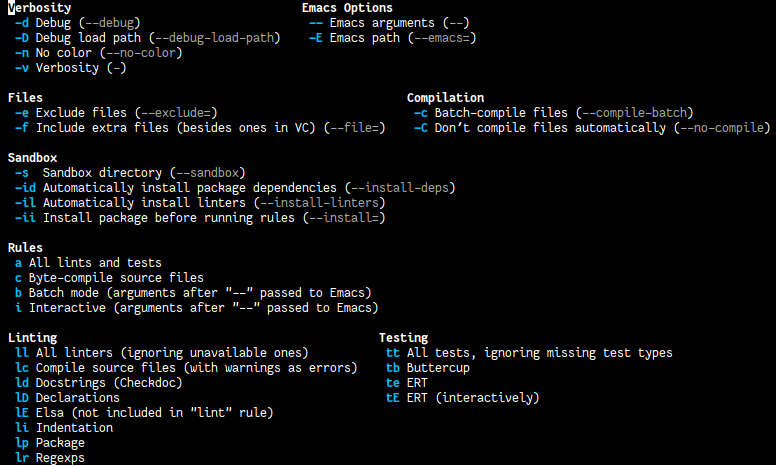 Verbosity Emacs Options
-d Debug (--debug) -- Emacs arguments (--)
-D Debug load path (--debug-load-path) -E Emacs path (--emacs=)
-n No color (--no-color)
-v Verbosity (-)
Files Compilation
-e Exclude files (--exclude=) -c Batch-compile files (--compile-batch)
-f Include extra files (besides ones in VC) (--file=) -C Don't compile files automatically (--no-compile)
Sandbox
-s Sandbox directory (--sandbox)
-id Automatically install package dependencies (--install-deps)
-il Automatically install linters (--install-linters)
-ii Install package before running rules (--install=)
Rules
a All lints and tests
c Byte-compile source files
b Batch mode (arguments after "--" passed to Emacs)
i Interactive (arguments after "--" passed to Emacs)
Linting Testing
ll All linters (ignoring unavailable ones) tt All tests, ignoring missing test types
lc Compile source files (with warnings as errors) tb Buttercup
ld Docstrings (Checkdoc) te ERT
lD Declarations tE ERT (interactively)
lE Elsa (not included in "lint" rule)
li Indentation
lp Package
lr Regexps